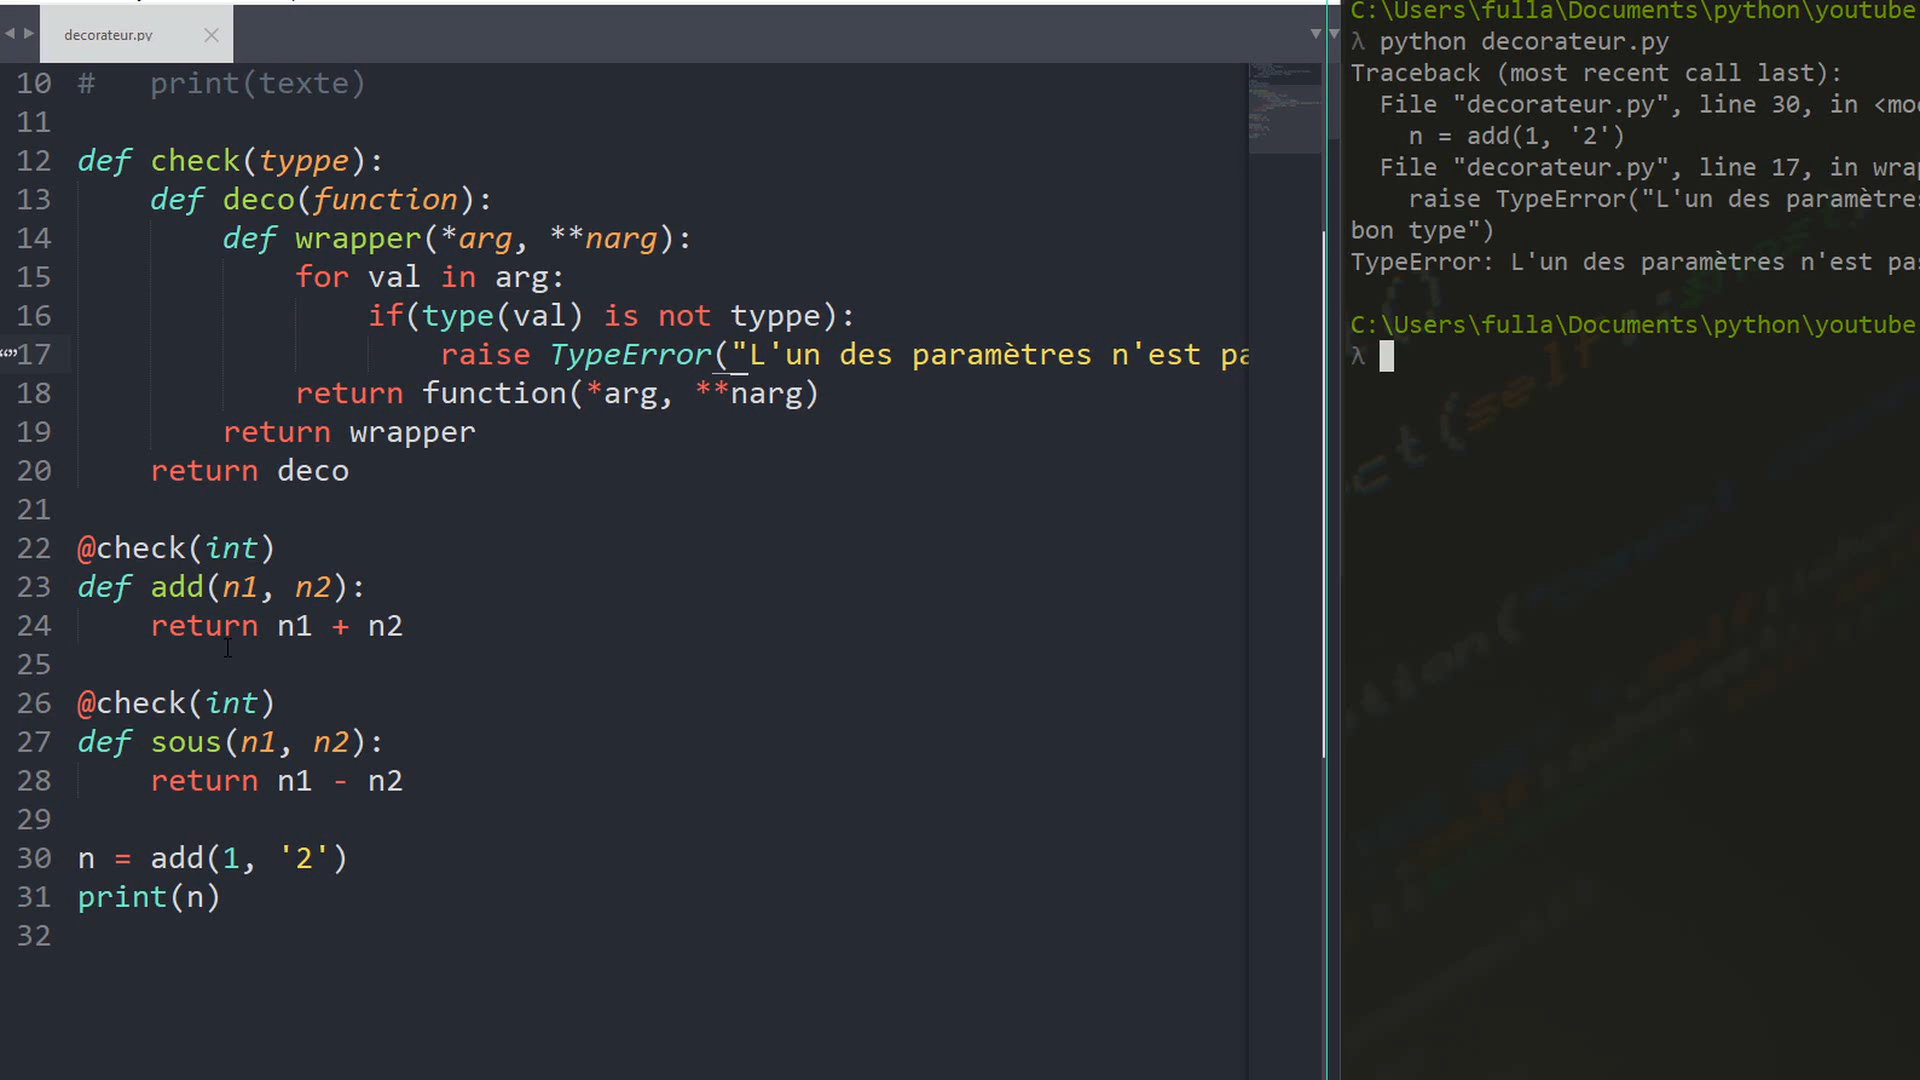 decorateur.py
10 #   print(texte)
11
12 def check(typpe):
13     def deco(function):
14         def wrapper(*arg, **narg):
15             for val in arg:
16                 if(type(val) is not typpe):
17                     raise TypeError("L'un des paramètres n'est pa
18             return function(*arg, **narg)
19         return wrapper
20     return deco
21
22 @check(int)
23 def add(n1, n2):
24     return n1 + n2
25
26 @check(int)
27 def sous(n1, n2):
28     return n1 - n2
29
30 n = add(1, '2')
31 print(n)
32
C:\Users\fulla\Documents\python\youtube
λ python decorateur.py
Traceback (most recent call last):
  File "decorateur.py", line 30, in <mo
    n = add(1, '2')
  File "decorateur.py", line 17, in wra
    raise TypeError("L'un des paramètres
bon type")
TypeError: L'un des paramètres n'est pas
C:\Users\fulla\Documents\python\youtube
λ